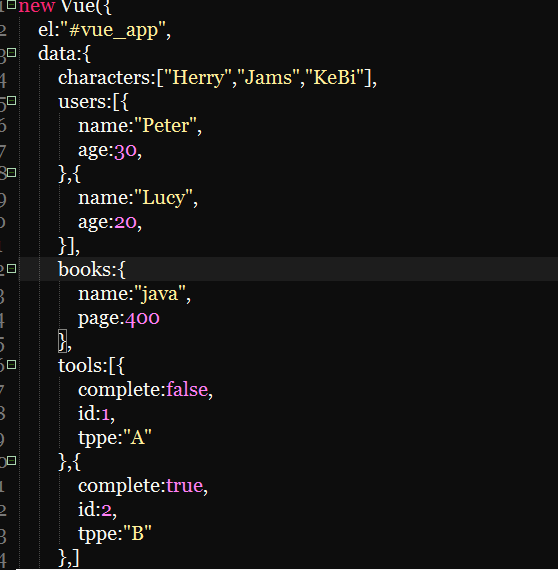 new Vue({
el:"#vue_app",
data:{
characters:["Herry","Jams","KeBi"],
users:[{
name:"Peter",
age:30,
},{
name:"Lucy",
age:20,
}],
books:{
name:"java",
page:400
},
tools:[{
complete:false,
id:1,
tppe:"A"
},{
complete:true,
id:2,
tppe:"B"
},]